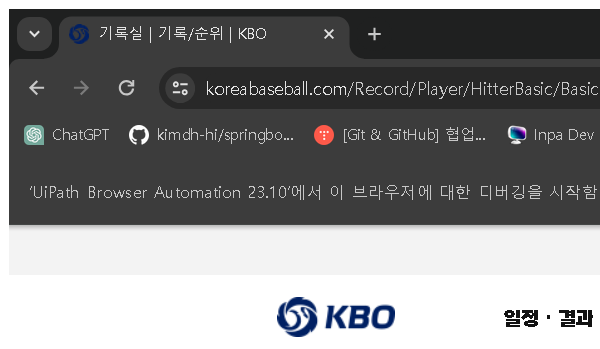 기록실 | 기록/순위 | KBO
koreabaseball.com/Record/Player/HitterBasic/Basic
ChatGPT kimdh-hi/springbo... [Git & GitHub] 협업... Inpa Dev
'UiPath Browser Automation 23.10'에서 이 브라우저에 대한 디버깅을 시작함
KBO 일정 · 결과